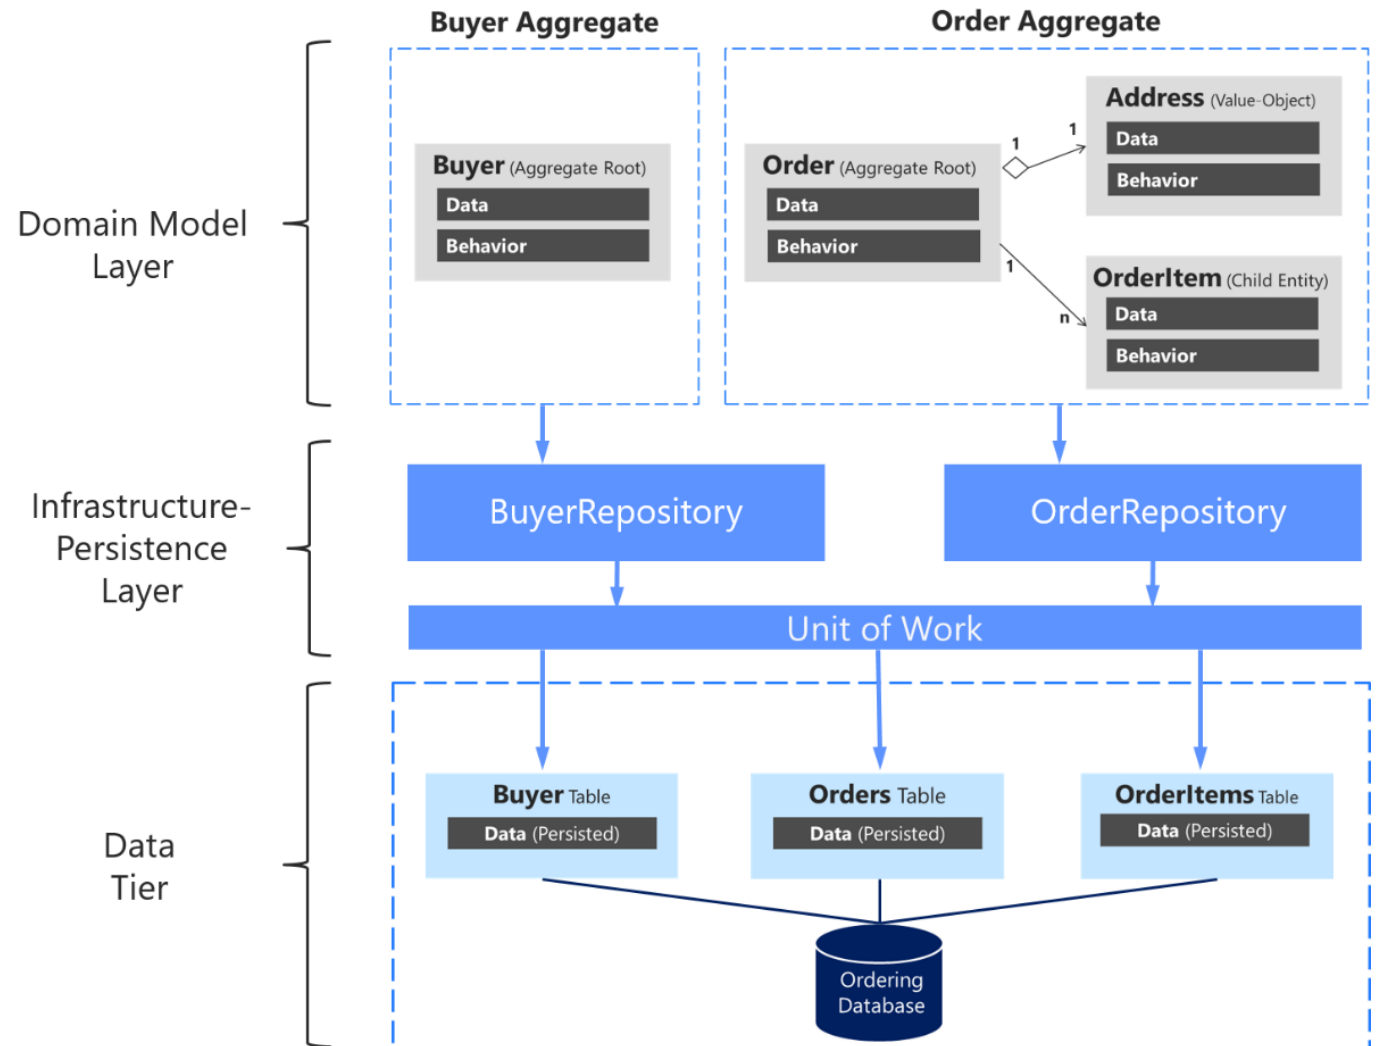 Buyer Aggregate
Order Aggregate
Domain Model
Layer
Buyer (Aggregate Root)
Data
Behavior
Order (Aggregate Root)
Data
Behavior
1
1
Address (Value-Object)
Data
Behavior
1
n
OrderItem (Child Entity)
Data
Behavior
Infrastructure-
Persistence
Layer
BuyerRepository
OrderRepository
Unit of Work
Data
Tier
Buyer Table
Data (Persisted)
Orders Table
Data (Persisted)
OrderItems Table
Data (Persisted)
Ordering
Database